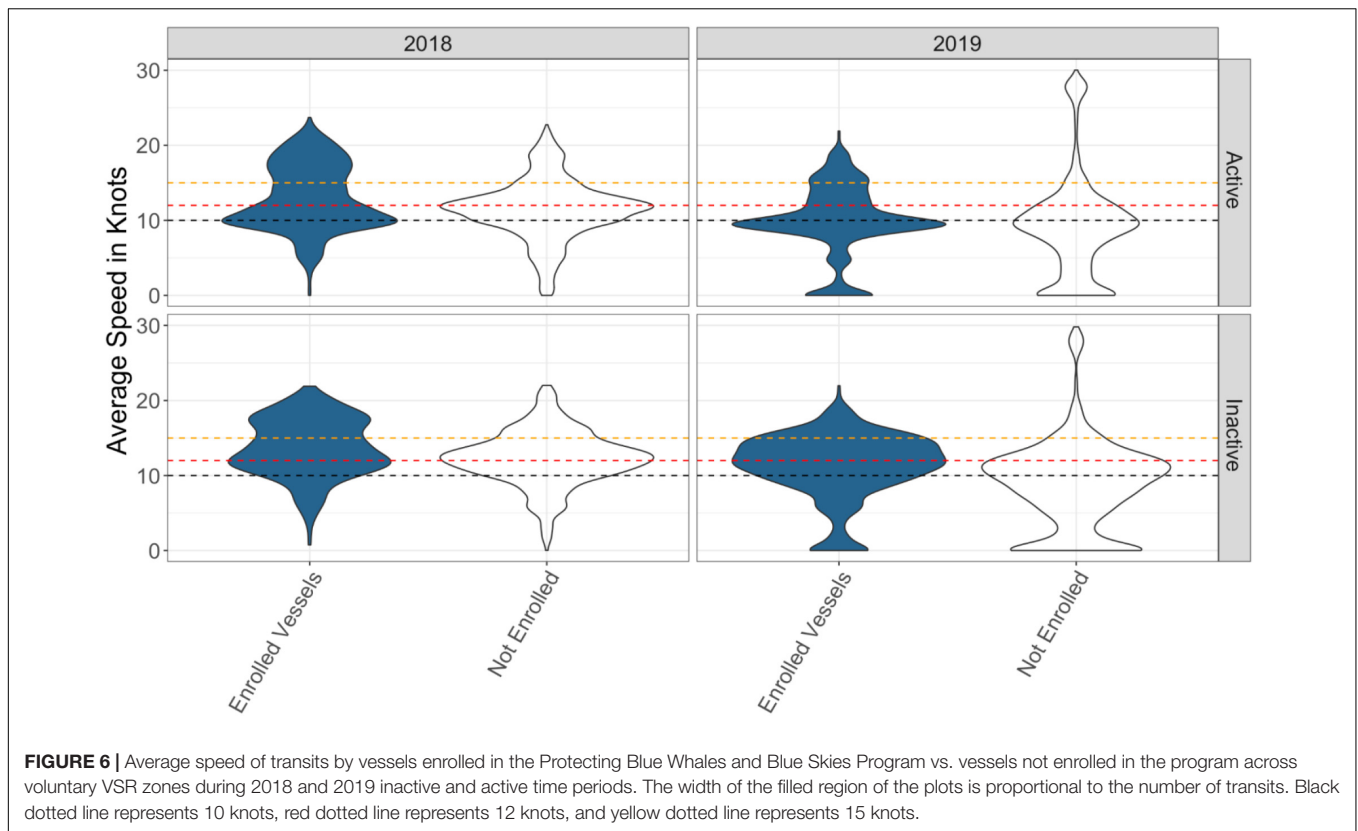 2018
2019
30
20
10
0
Active
30
20
10
0
Inactive
Average Speed in Knots
Enrolled Vessels
Not Enrolled
Enrolled Vessels
Not Enrolled
FIGURE 6 | Average speed of transits by vessels enrolled in the Protecting Blue Whales and Blue Skies Program vs. vessels not enrolled in the program across
voluntary VSR zones during 2018 and 2019 inactive and active time periods. The width of the filled region of the plots is proportional to the number of transits. Black
dotted line represents 10 knots, red dotted line represents 12 knots, and yellow dotted line represents 15 knots.